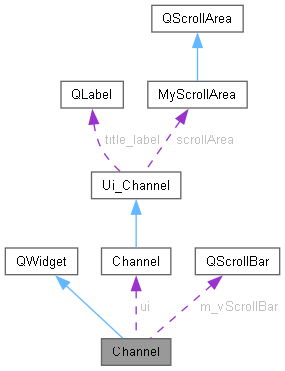 QScrollArea
QLabel
MyScrollArea
title_label
scrollArea
Ui_Channel
QWidget
Channel
QScrollBar
ui
m_vScrollBar
Channel